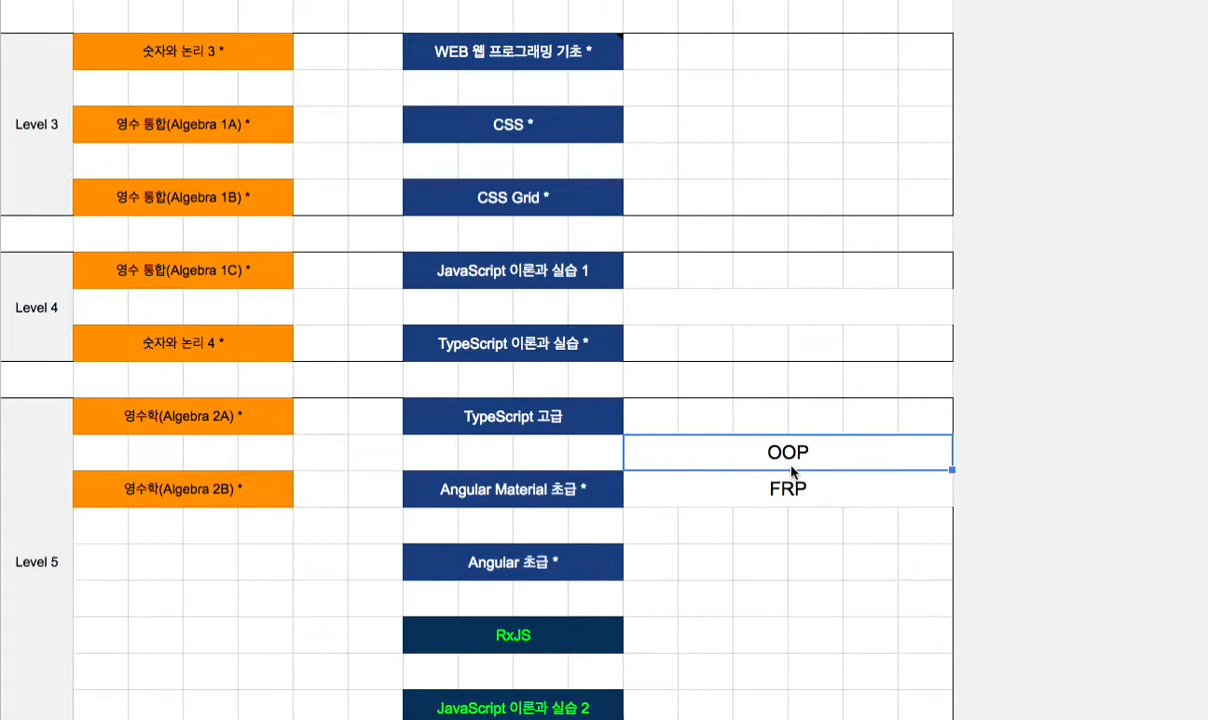 숫자와 논리 3 *
WEB 웹 프로그래밍 기초 *
Level 3
영수 통합(Algebra 1A) *
CSS *
영수 통합(Algebra 1B) *
CSS Grid *
영수 통합(Algebra 1C) *
JavaScript 이론과 실습 1
Level 4
숫자와 논리 4 *
TypeScript 이론과 실습 *
영수학(Algebra 2A) *
TypeScript 고급
OOP
영수학(Algebra 2B) *
Angular Material 초급 *
FRP
Level 5
Angular 초급 *
RxJS
JavaScript 이론과 실습 2